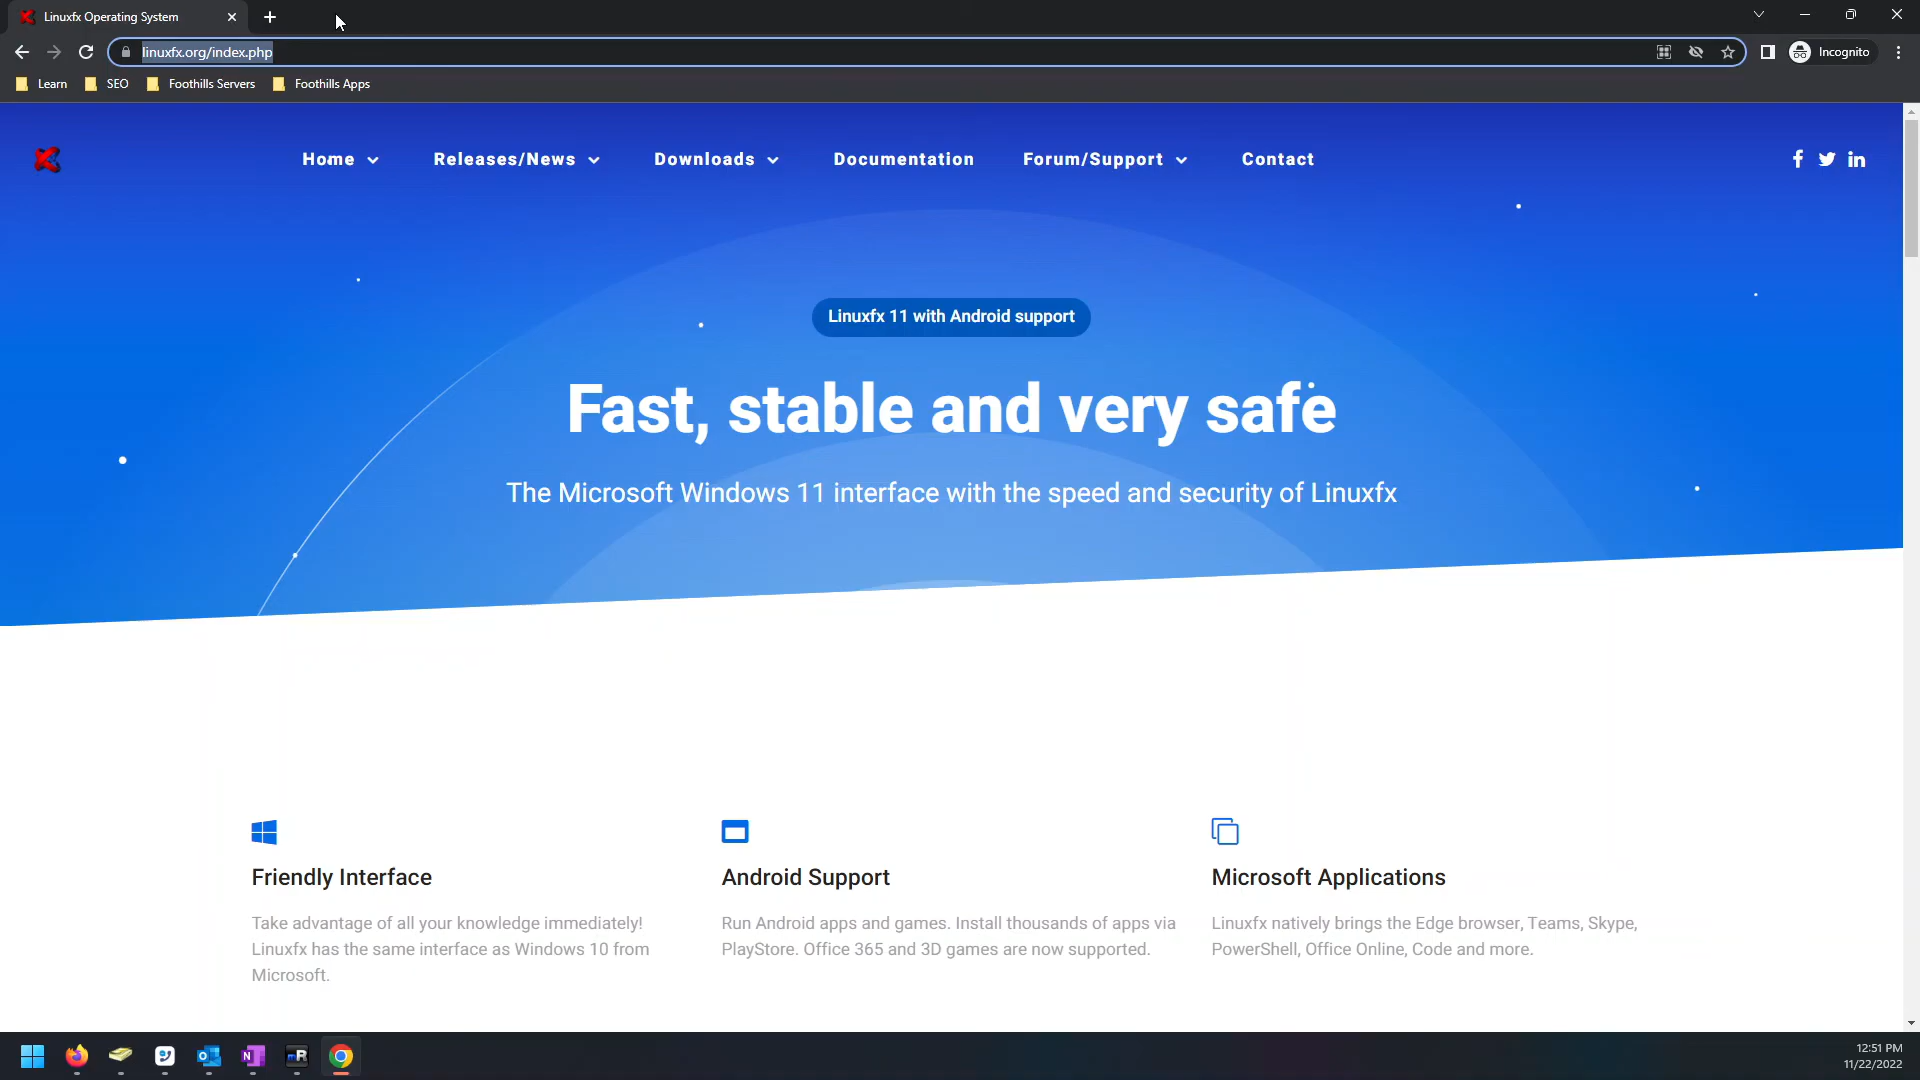 Linuxfx Operating System
linuxfx.org/index.php
Incognito
Learn
SEO
Foothills Servers
Foothills Apps
Home
Releases/News
Downloads
Documentation
Forum/Support
Contact
Linuxfx 11 with Android support
Fast, stable and very safe
The Microsoft Windows 11 interface with the speed and security of Linuxfx
Friendly Interface
Take advantage of all your knowledge immediately!
Linuxfx has the same interface as Windows 10 from
Microsoft.
Android Support
Run Android apps and games. Install thousands of apps via
PlayStore. Office 365 and 3D games are now supported.
Microsoft Applications
Linuxfx natively brings the Edge browser, Teams, Skype,
PowerShell, Office Online, Code and more.
12:51 PM
11/22/2022